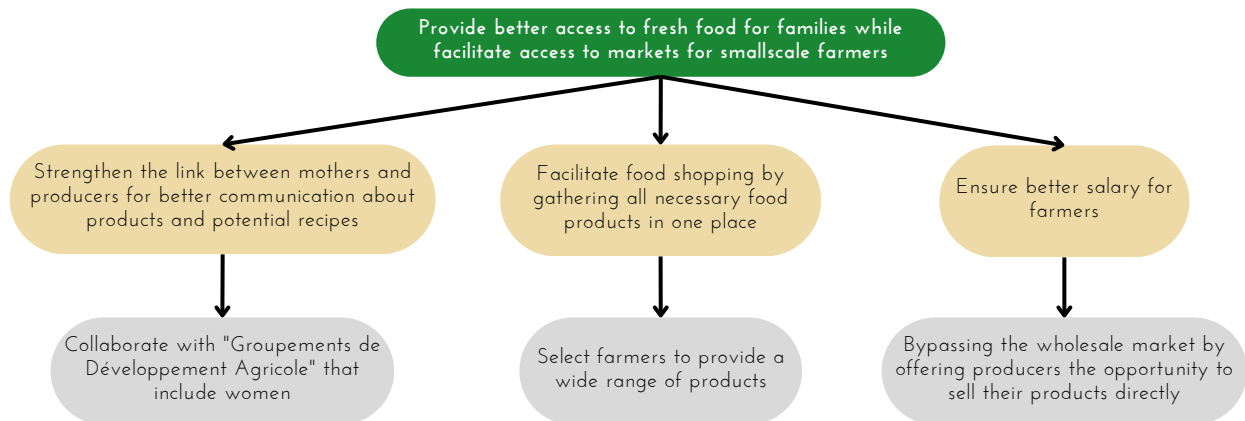 Provide better access to fresh food for families while
facilitate access to markets for smallscale farmers
Strengthen the link between mothers and
producers for better communication about
products and potential recipes
Facilitate food shopping by
gathering all necessary food
products in one place
Ensure better salary for
farmers
Collaborate with "Groupements de
Développement Agricole" that
include women
Select farmers to provide a
wide range of products
Bypassing the wholesale market by
offering producers the opportunity to
sell their products directly